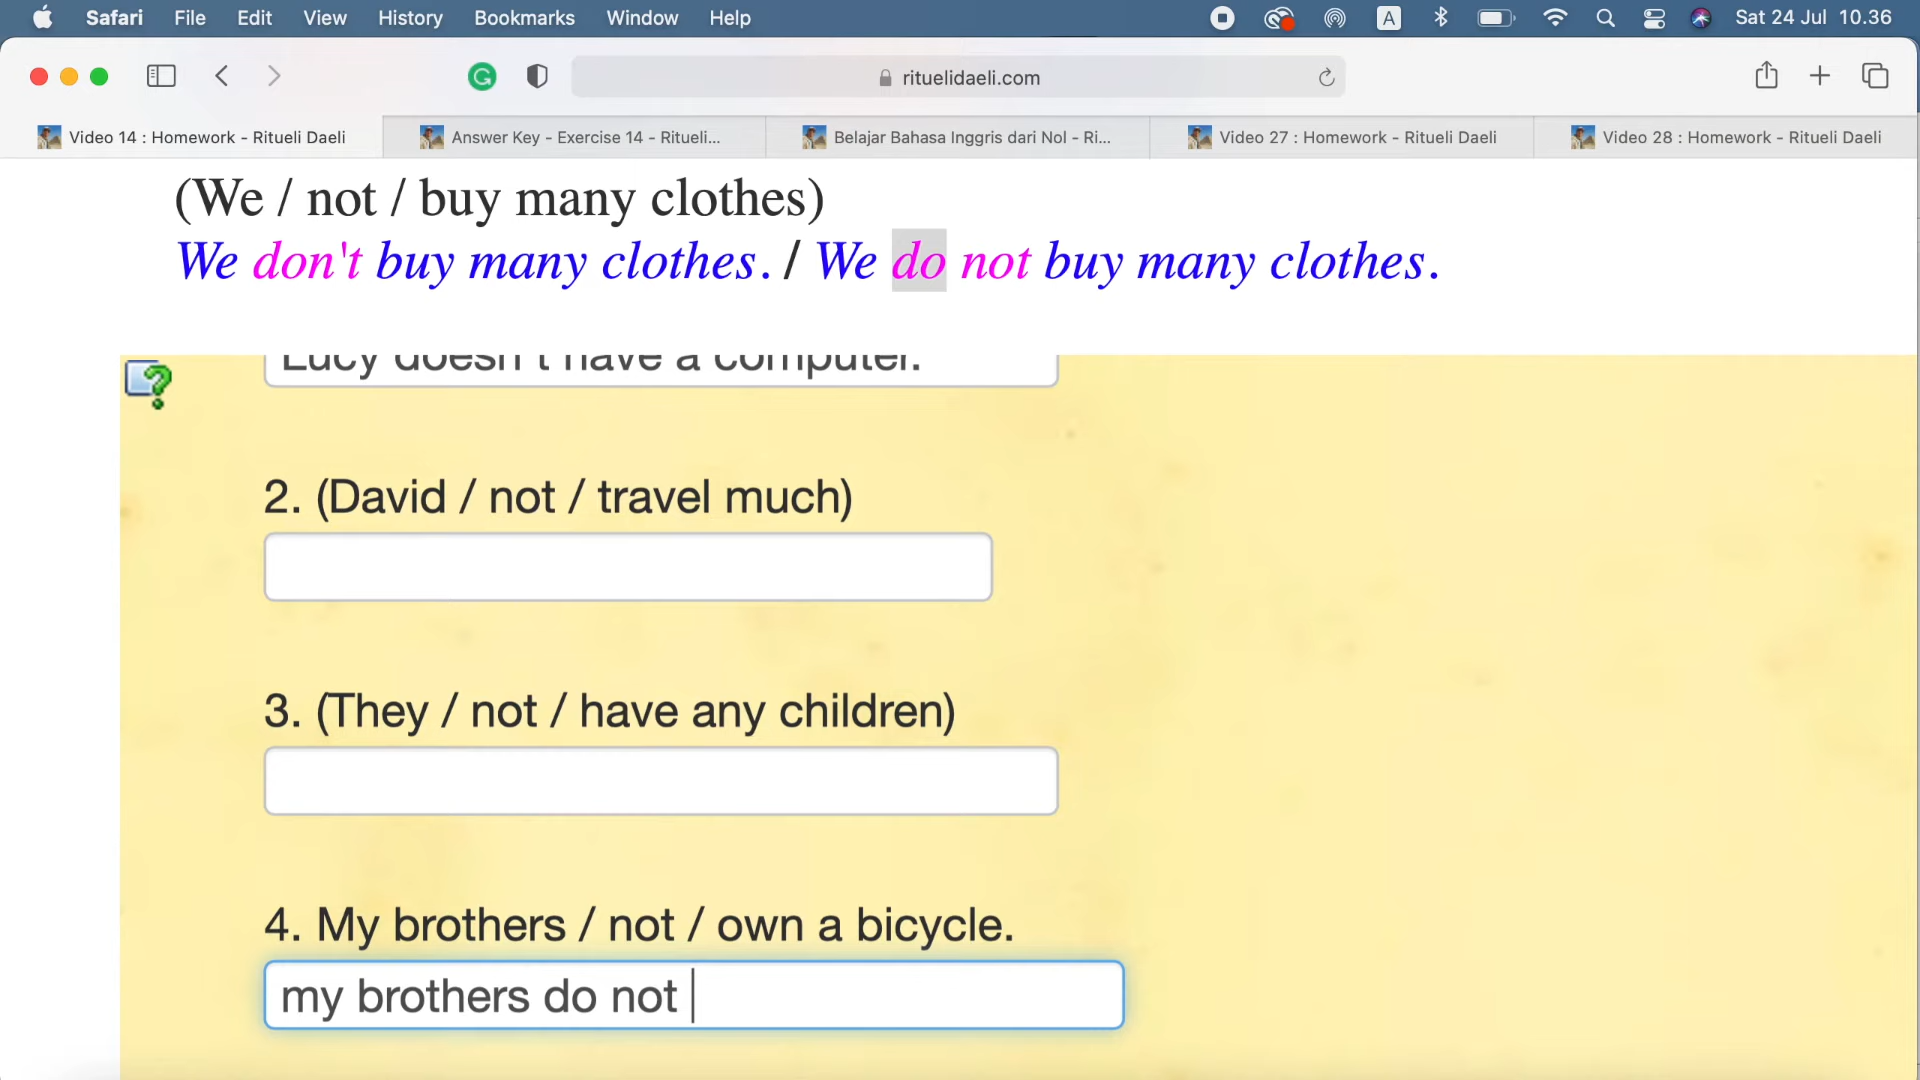 Safari File Edit View History Bookmarks Window Help A Sat 24 Jul 10.36
rituelidaeli.com
Video 14 : Homework - Ritueli Daeli Answer Key - Exercise 14 - Ritueli... Belajar Bahasa Inggris dari Nol - Ri... Video 27 : Homework - Ritueli Daeli Video 28 : Homework - Ritueli Daeli
(We / not / buy many clothes)
We don't buy many clothes. / We do not buy many clothes.
Lucy doesn't have a computer.
2. (David / not / travel much)
3. (They / not / have any children)
4. My brothers / not / own a bicycle.
my brothers do not